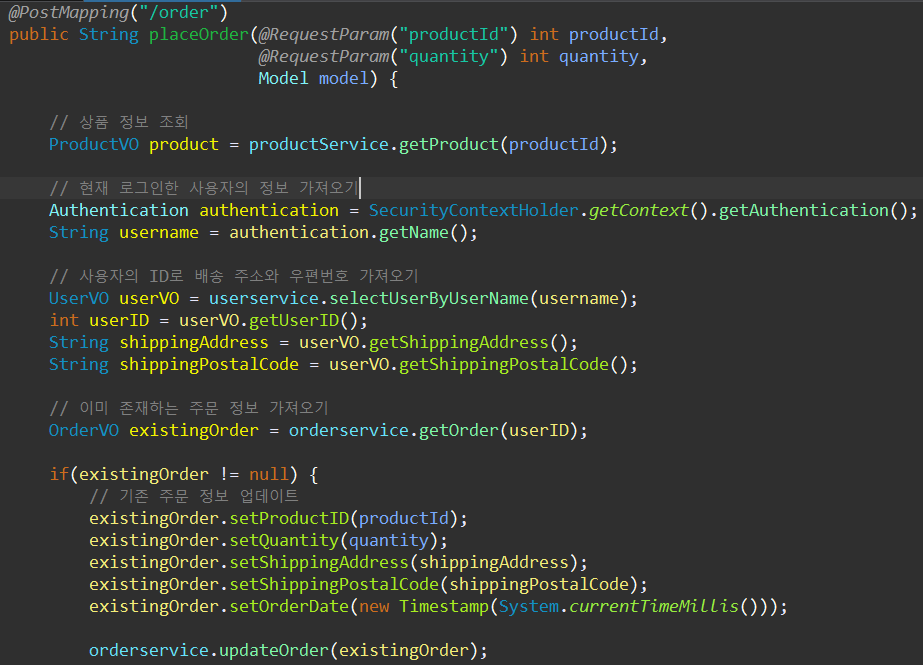 @PostMapping("/order")
public String placeOrder(@RequestParam("productId") int productId,
@RequestParam("quantity") int quantity,
Model model) {
// 상품 정보 조회
ProductVO product = productService.getProduct(productId);
// 현재 로그인한 사용자의 정보 가져오기
Authentication authentication = SecurityContextHolder.getContext().getAuthentication();
String username = authentication.getName();
// 사용자의 ID로 배송 주소와 우편번호 가져오기
UserVO userVO = userservice.selectUserByUserName(username);
int userID = userVO.getUserID();
String shippingAddress = userVO.getShippingAddress();
String shippingPostalCode = userVO.getShippingPostalCode();
// 이미 존재하는 주문 정보 가져오기
OrderVO existingOrder = orderservice.getOrder(userID);
if(existingOrder != null) {
// 기존 주문 정보 업데이트
existingOrder.setProductID(productId);
existingOrder.setQuantity(quantity);
existingOrder.setShippingAddress(shippingAddress);
existingOrder.setShippingPostalCode(shippingPostalCode);
existingOrder.setOrderDate(new Timestamp(System.currentTimeMillis()));
orderservice.updateOrder(existingOrder);